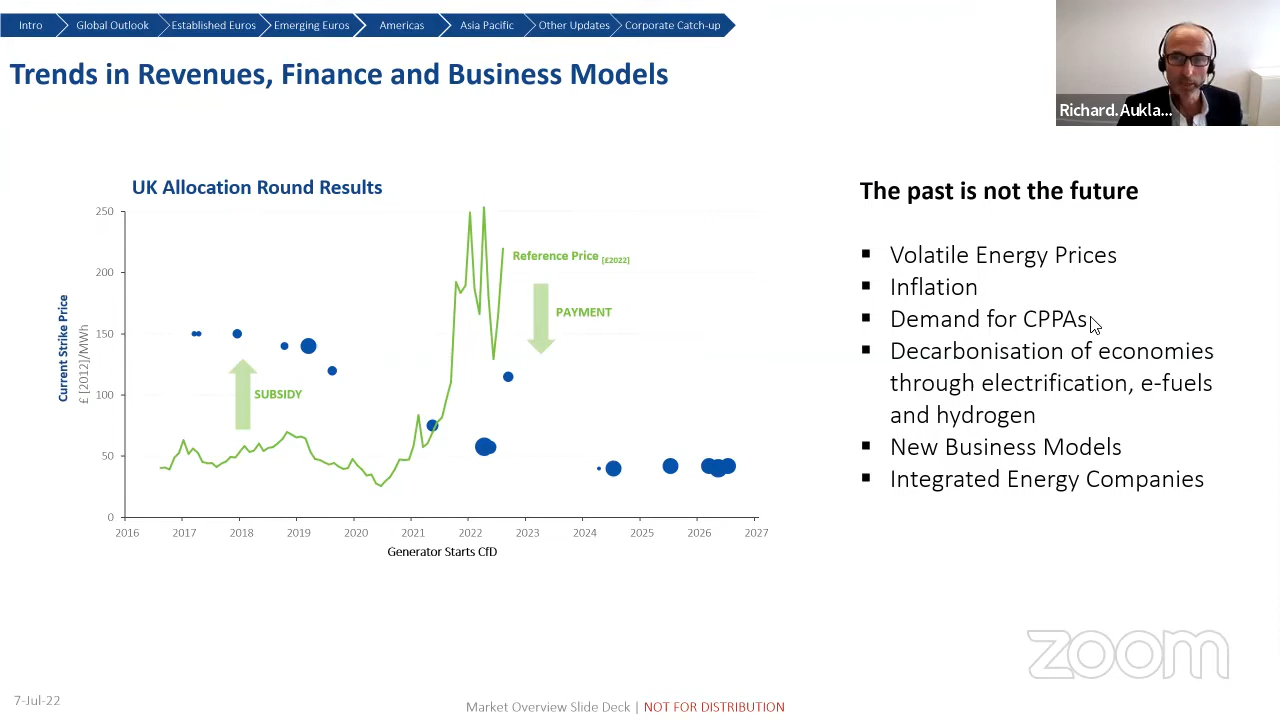 Intro
Global Outlook
Established Euros
Emerging Euros
Americas
Asia Pacific
Other Updates
Corporate Catch-up
Trends in Revenues, Finance and Business Models
Richard.Aukla...
UK Allocation Round Results
250
200
150
100
50
0
Current Strike Price
£ [2012]/MWh
Reference Price [£2022]
PAYMENT
SUBSIDY
2016 2017 2018 2019 2020 2021 2022 2023 2024 2025 2026 2027
Generator Starts CfD
The past is not the future
Volatile Energy Prices
Inflation
Demand for CPPAs
Decarbonisation of economies
through electrification, e-fuels
and hydrogen
New Business Models
Integrated Energy Companies
zoom
7-Jul-22
Market Overview Slide Deck | NOT FOR DISTRIBUTION